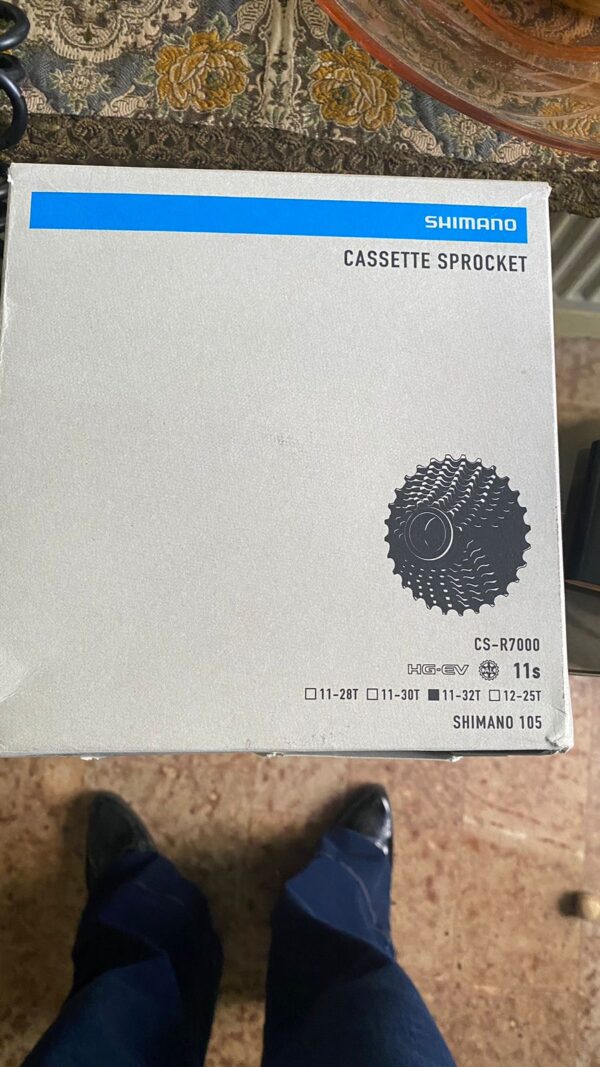 SHIMANO
CASSETTE SPROCKET
CS-R7000
HG-EV 11s
11-28T 11-30T 11-32T 12-25T
SHIMANO 105